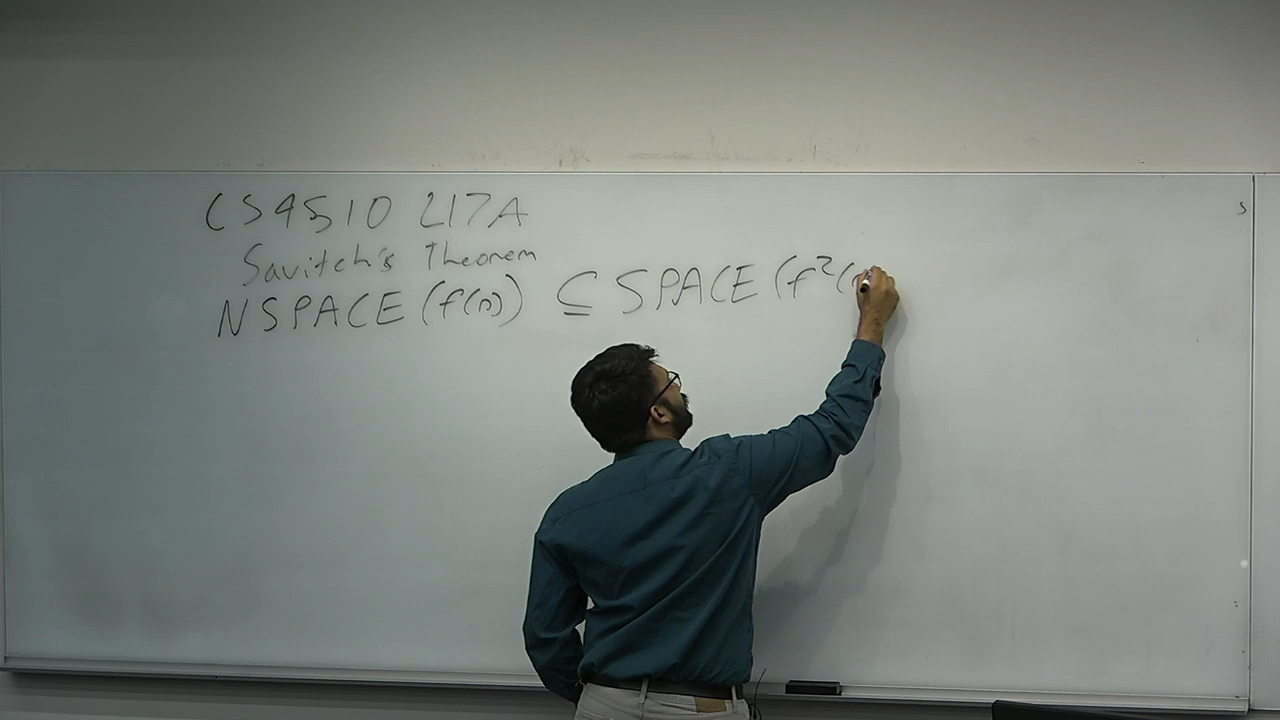 CS4510 L17A
Savitch's Theorem
NSPACE (f(n)) ⊆ SPACE (f²(